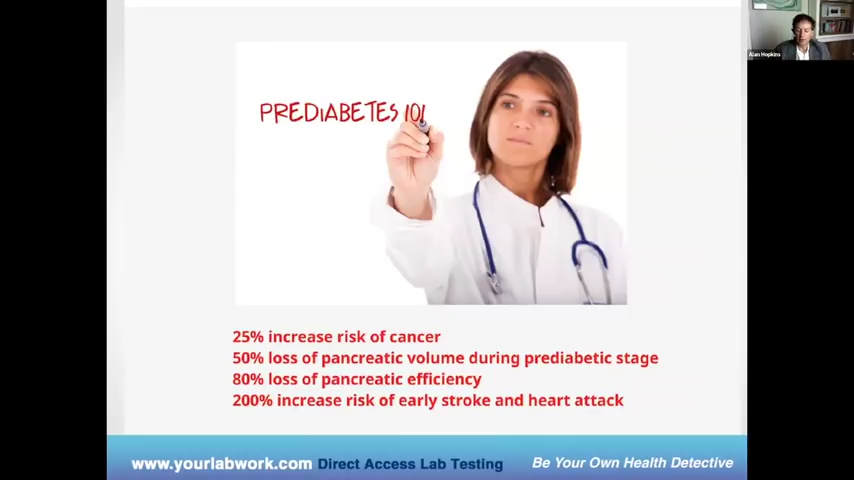 PREDIABETES 101
25% increase risk of cancer
50% loss of pancreatic volume during prediabetic stage
80% loss of pancreatic efficiency
200% increase risk of early stroke and heart attack
www.yourlabwork.com Direct Access Lab Testing Be Your Own Health Detective
Alan Hopkins